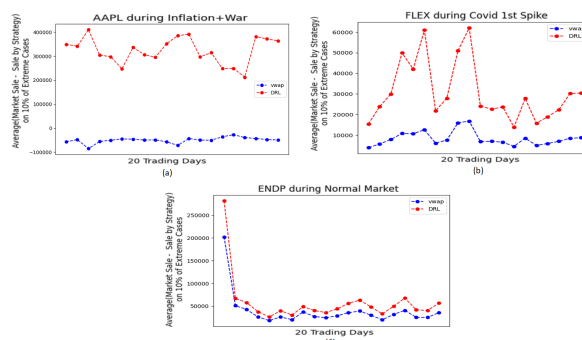 AAPL during Inflation+War
Average(Market Sale - Sale by Strategy)
on 10% of Extreme Cases
400000
300000
200000
100000
0
−100000
vwap
DRL
20 Trading Days
(a)
FLEX during Covid 1st Spike
Average(Market Sale - Sale by Strategy)
on 10% of Extreme Cases
60000
50000
40000
30000
20000
10000
vwap
DRL
20 Trading Days
(b)
ENDP during Normal Market
Average(Market Sale - Sale by Strategy)
on 10% of Extreme Cases
250000
200000
150000
100000
50000
vwap
DRL
20 Trading Days